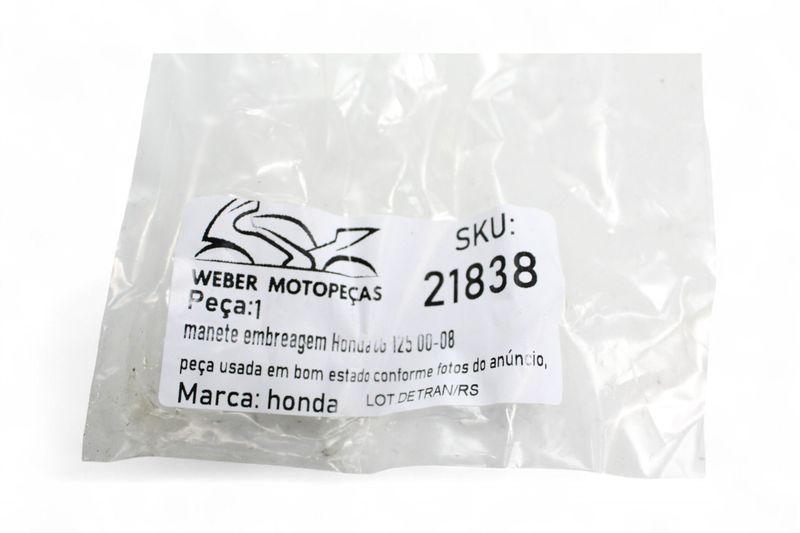 WEBER MOTOPEÇAS
SKU:
21838
Peça:1
manete embreagem Honda cg 125 00-08
peça usada em bom estado conforme fotos do anúncio,
Marca: honda
LOT.DETRAN/RS